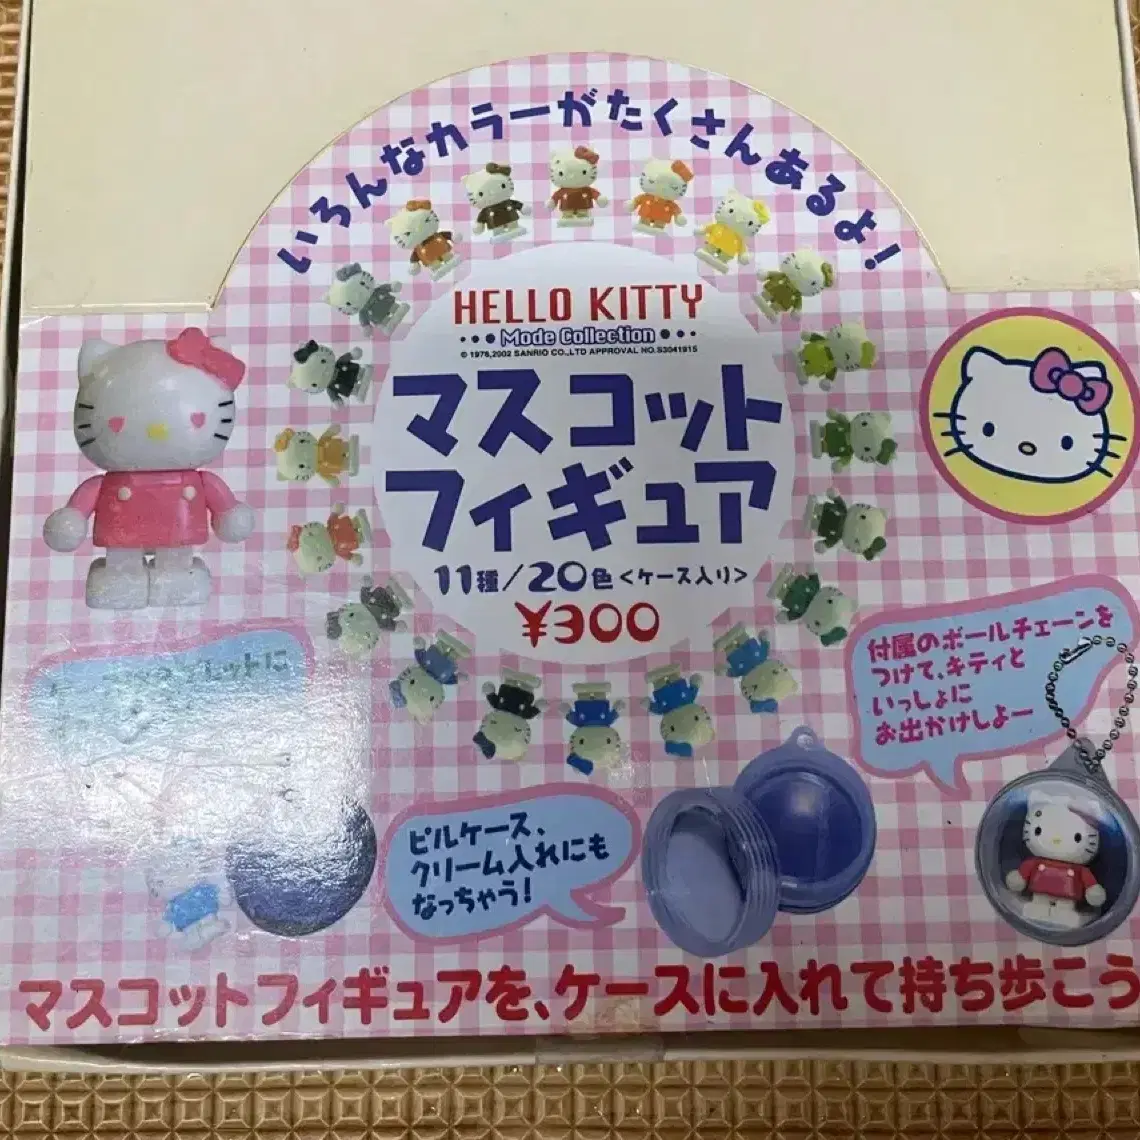 いろんなカラーがたくさんあるよ!
HELLO KITTY
Mode Collection
© 1976,2002 SANRIO CO.,LTD APPROVAL NO.S3041915
マスコット
フィギュア
11種/20色<ケース入り>
¥300
付属のボールチェーンを
つけて、キティと
いっしょに
お出かけしよー
ピルケース、
クリーム入れにも
なっちゃう!
マスコットフィギュアを、ケースに入れて持ち歩こう